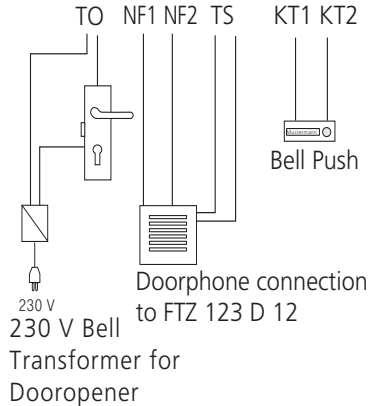 TO NF1 NF2 TS KT1 KT2
Mustermann
Bell Push
Doorphone connection
to FTZ 123 D 12
230 V
230 V Bell
Transformer for
Dooropener